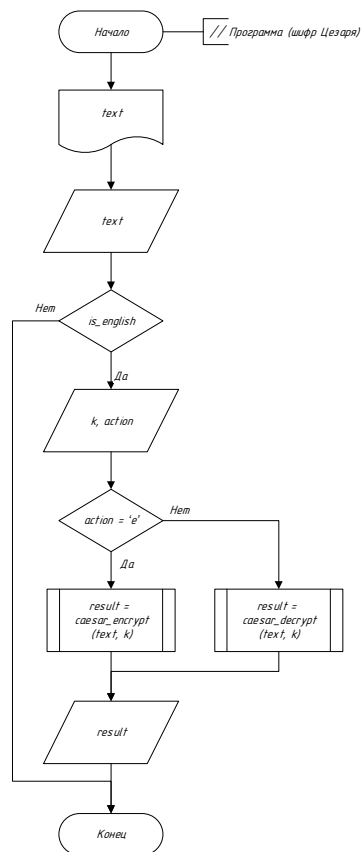 Начало
// Программа (шифр Цезаря)
text
text
Нет
is_english
Да
k, action
action = ‘e’
Нет
Да
result =
caesar_encrypt
(text, k)
result =
caesar_decrypt
(text, k)
result
Конец